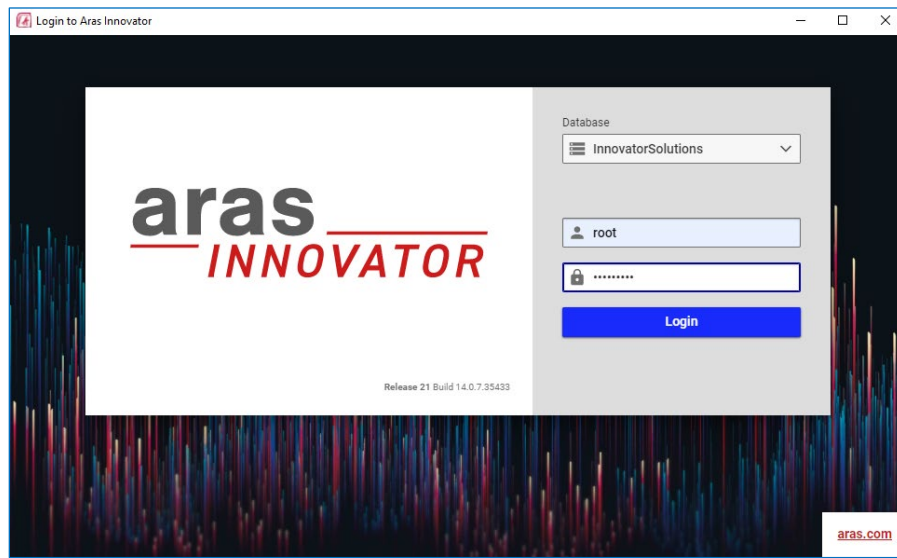 Login to Aras Innovator
aras
INNOVATOR
Release 21 Build 14.0.7.35433
Database
InnovatorSolutions
root
•••••••••
Login
aras.com